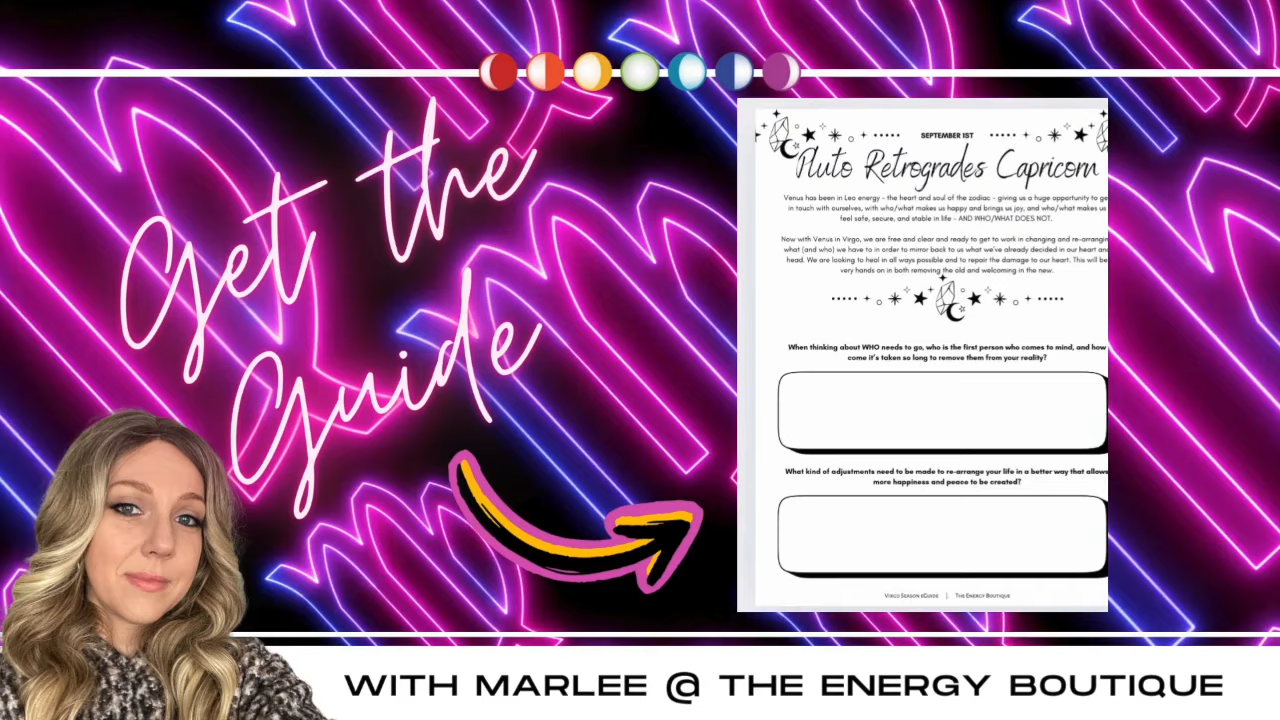 Get the
Guide
SEPTEMBER 1ST
Pluto Retrogrades Capricorn
Venus has been in Leo energy - the heart and soul of the zodiac - giving us a huge opportunity to ge
in touch with ourselves, with who/what makes us happy and brings us joy, and who/what makes us
feel safe, secure, and stable in life - AND WHO/WHAT DOES NOT.
Now with Venus in Virgo, we are free and clear and ready to get to work in changing and re-arrangin
what (and who) we have to in order to mirror back to us what we've already decided in our heart and
head. We are looking to heal in all ways possible and to repair the damage to our heart. This will be
very hands on in both removing the old and welcoming in the new.
When thinking about WHO needs to go, who is the first person who comes to mind, and how
come it's taken so long to remove them from your reality?
What kind of adjustments need to be made to re-arrange your life in a better way that allows
more happiness and peace to be created?
VIRGO SEASON EGUIDE | THE ENERGY BOUTIQUE
WITH MARLEE @ THE ENERGY BOUTIQUE